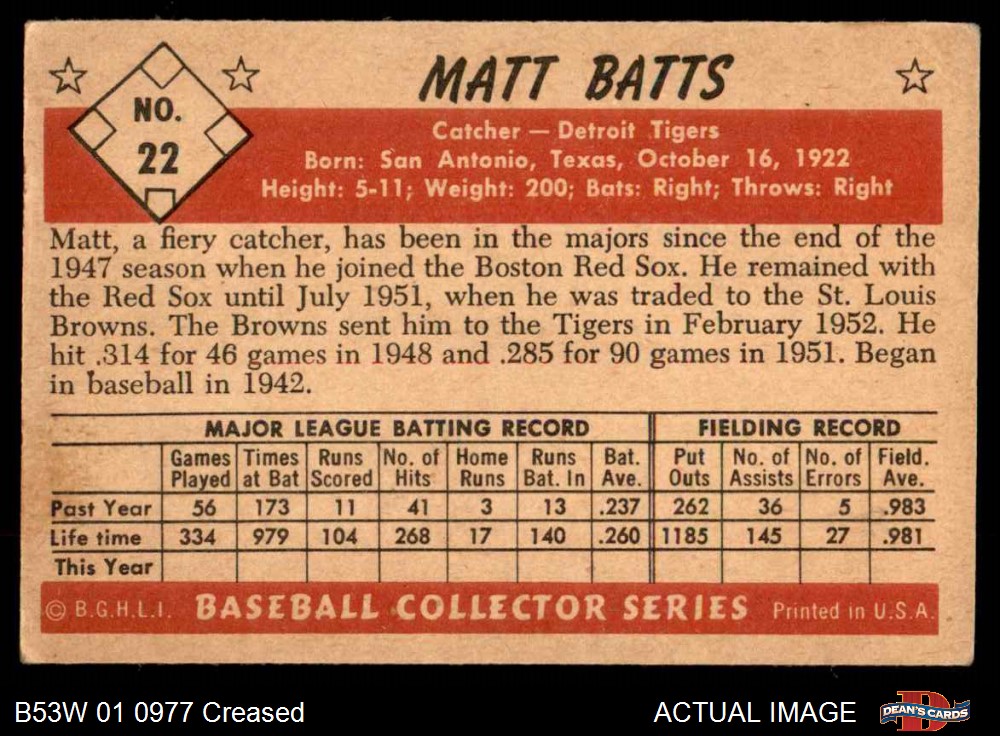 MATT BATTS
NO.
22
Catcher — Detroit Tigers
Born: San Antonio, Texas, October 16, 1922
Height: 5-11; Weight: 200; Bats: Right; Throws: Right
Matt, a fiery catcher, has been in the majors since the end of the
1947 season when he joined the Boston Red Sox. He remained with
the Red Sox until July 1951, when he was traded to the St. Louis
Browns. The Browns sent him to the Tigers in February 1952. He
hit .314 for 46 games in 1948 and .285 for 90 games in 1951. Began
in baseball in 1942.
MAJOR LEAGUE BATTING RECORD FIELDING RECORD
Games Times Runs No. of Home Runs Bat. Put No. of No. of Field.
Played at Bat Scored Hits Runs Bat. In Ave. Outs Assists Errors Ave.
Past Year 56 173 11 41 3 13 .237 262 36 5 .983
Life time 334 979 104 268 17 140 .260 1185 145 27 .981
This Year
© B.G.H.L.I. BASEBALL COLLECTOR SERIES Printed in U.S.A.
B53W 01 0977 Creased ACTUAL IMAGE DEAN'S CARDS